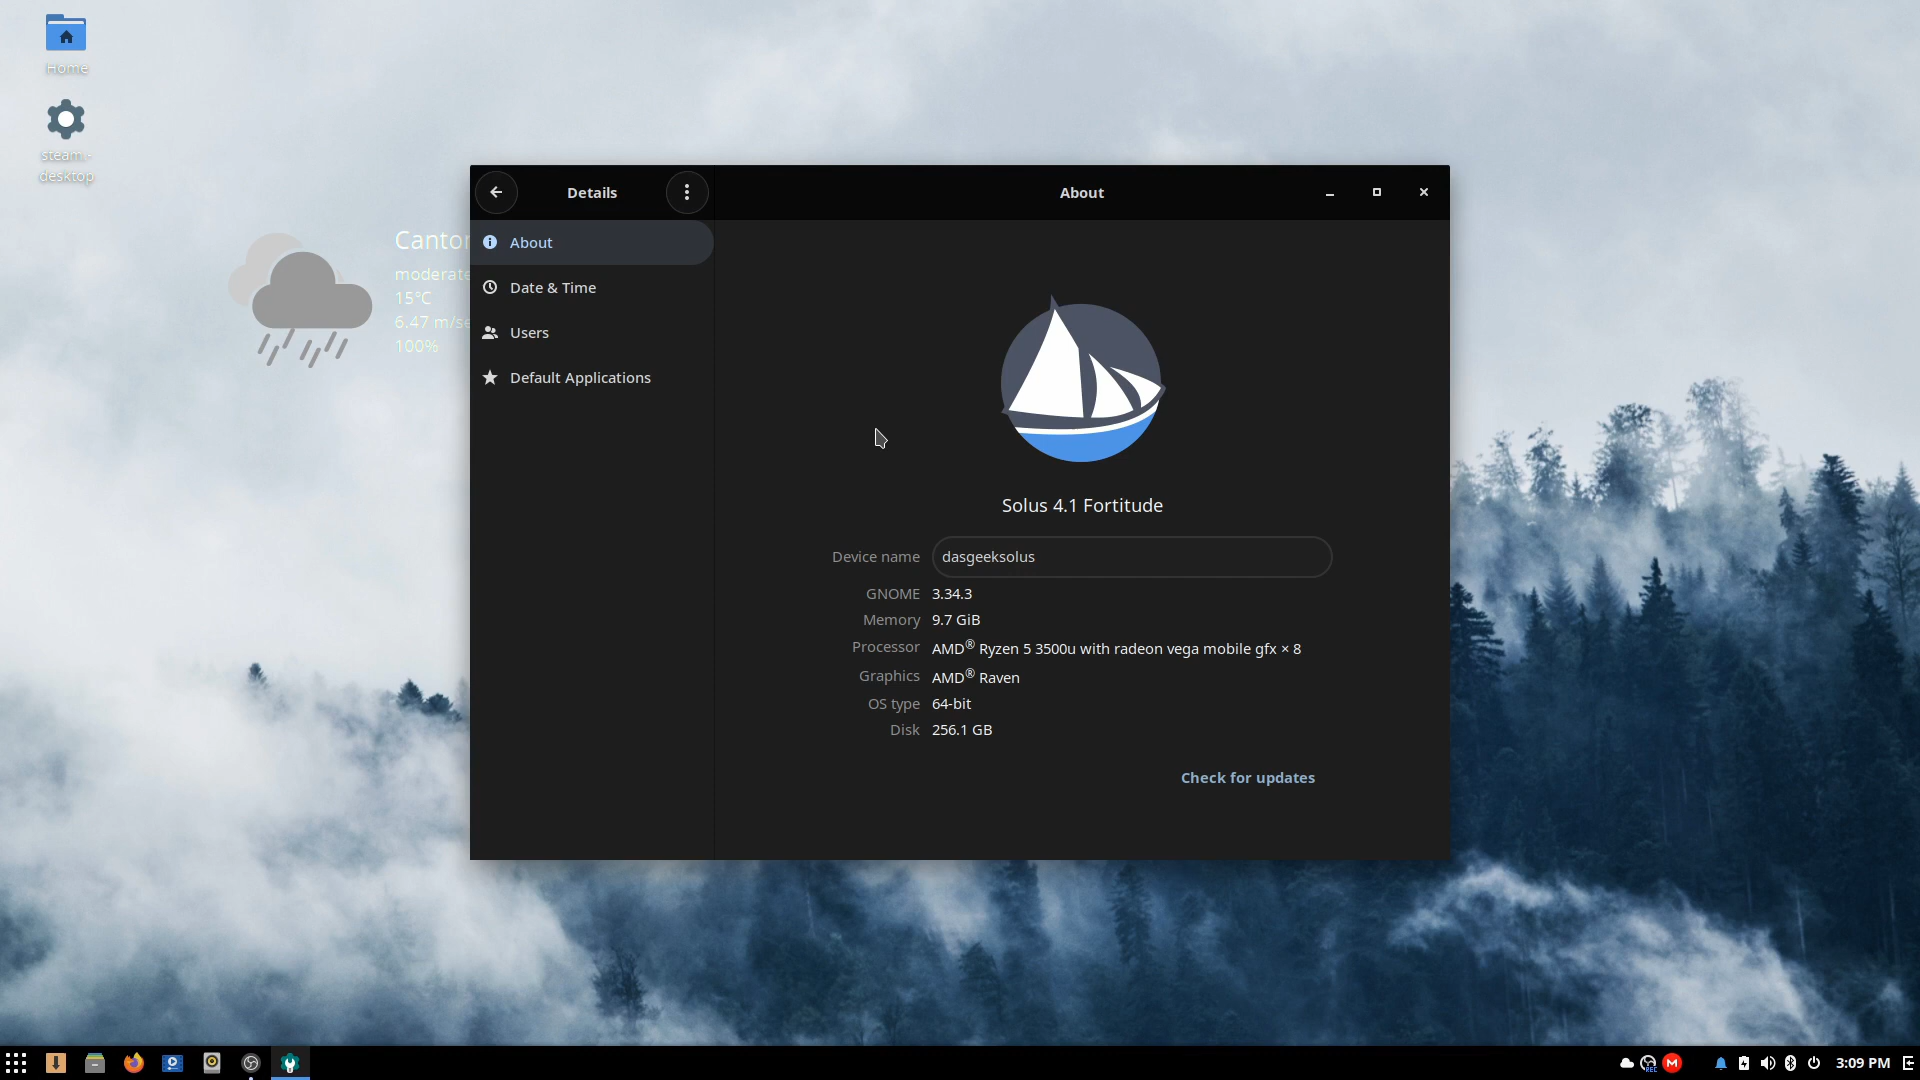 Home
steam.-
desktop
Canton
moderate
15°C
6.47 m/se
100%
Details
About
About
Date & Time
Users
Default Applications
Solus 4.1 Fortitude
Device name dasgeeksolus
GNOME 3.34.3
Memory 9.7 GiB
Processor AMD® Ryzen 5 3500u with radeon vega mobile gfx × 8
Graphics AMD® Raven
OS type 64-bit
Disk 256.1 GB
Check for updates
REC
M
3:09 PM